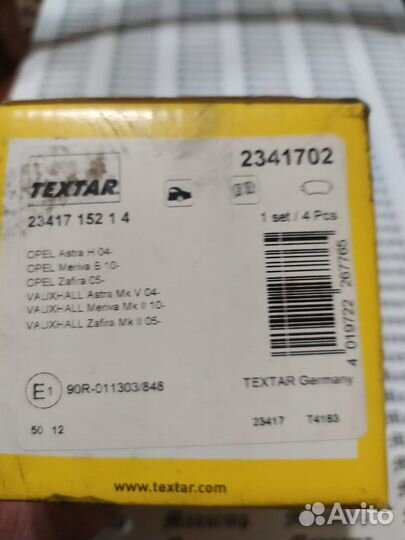 TEXTAR
2341702
23417 152 1 4
1 set / 4 Pcs
OPEL Astra H 04-
OPEL Meriva B 10-
OPEL Zafira 05-
VAUXHALL Astra Mk V 04-
VAUXHALL Meriva Mk II 10-
VAUXHALL Zafira Mk II 05-
4 019722 267765
E1 90R-011303/848
TEXTAR Germany
50 12
23417 T4183
www.textar.com
Avito